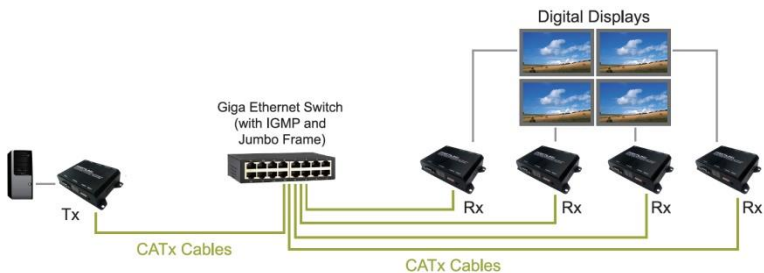 Digital Displays
Giga Ethernet Switch
(with IGMP and
Jumbo Frame)
Tx
Rx
Rx
Rx
Rx
CATx Cables
CATx Cables